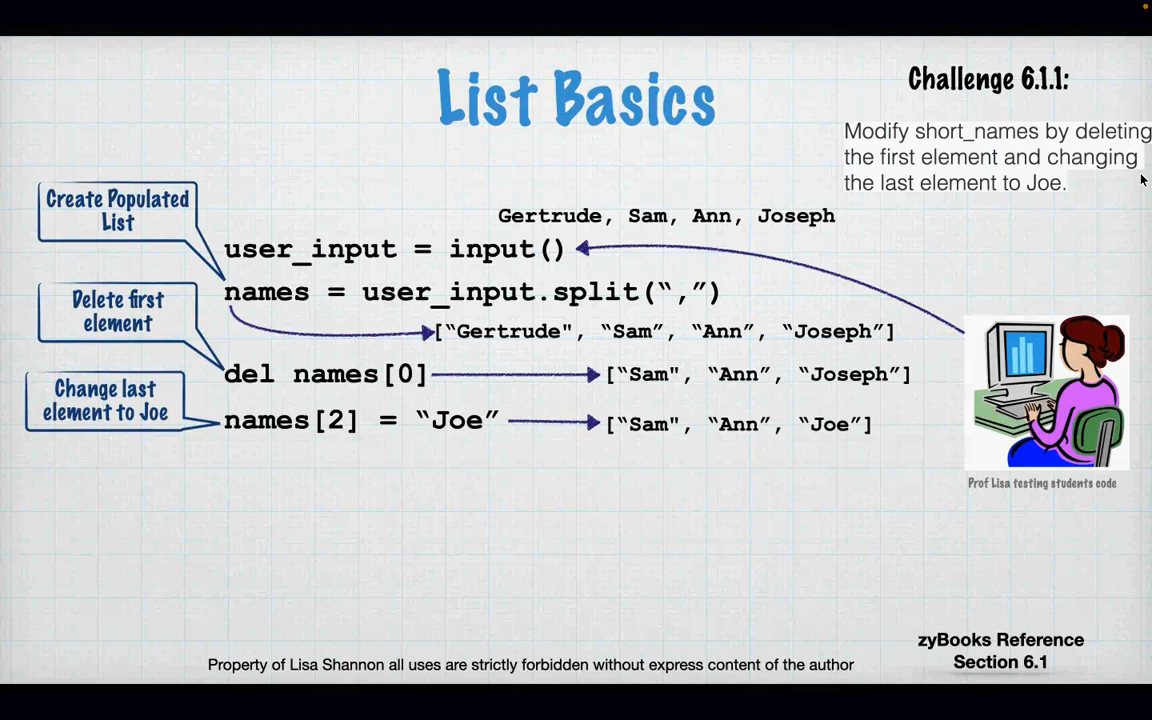 List Basics
Challenge 6.1.1:
Modify short_names by deleting
the first element and changing
the last element to Joe.
Create Populated
List
Gertrude, Sam, Ann, Joseph
user_input = input()
names = user_input.split(“,”)
[“Gertrude", “Sam”, “Ann”, “Joseph”]
Delete first
element
del names[0]
[“Sam", “Ann”, “Joseph”]
Change last
element to Joe
names[2] = “Joe”
[“Sam", “Ann”, “Joe”]
Prof Lisa testing students code
zyBooks Reference
Section 6.1
Property of Lisa Shannon all uses are strictly forbidden without express content of the author